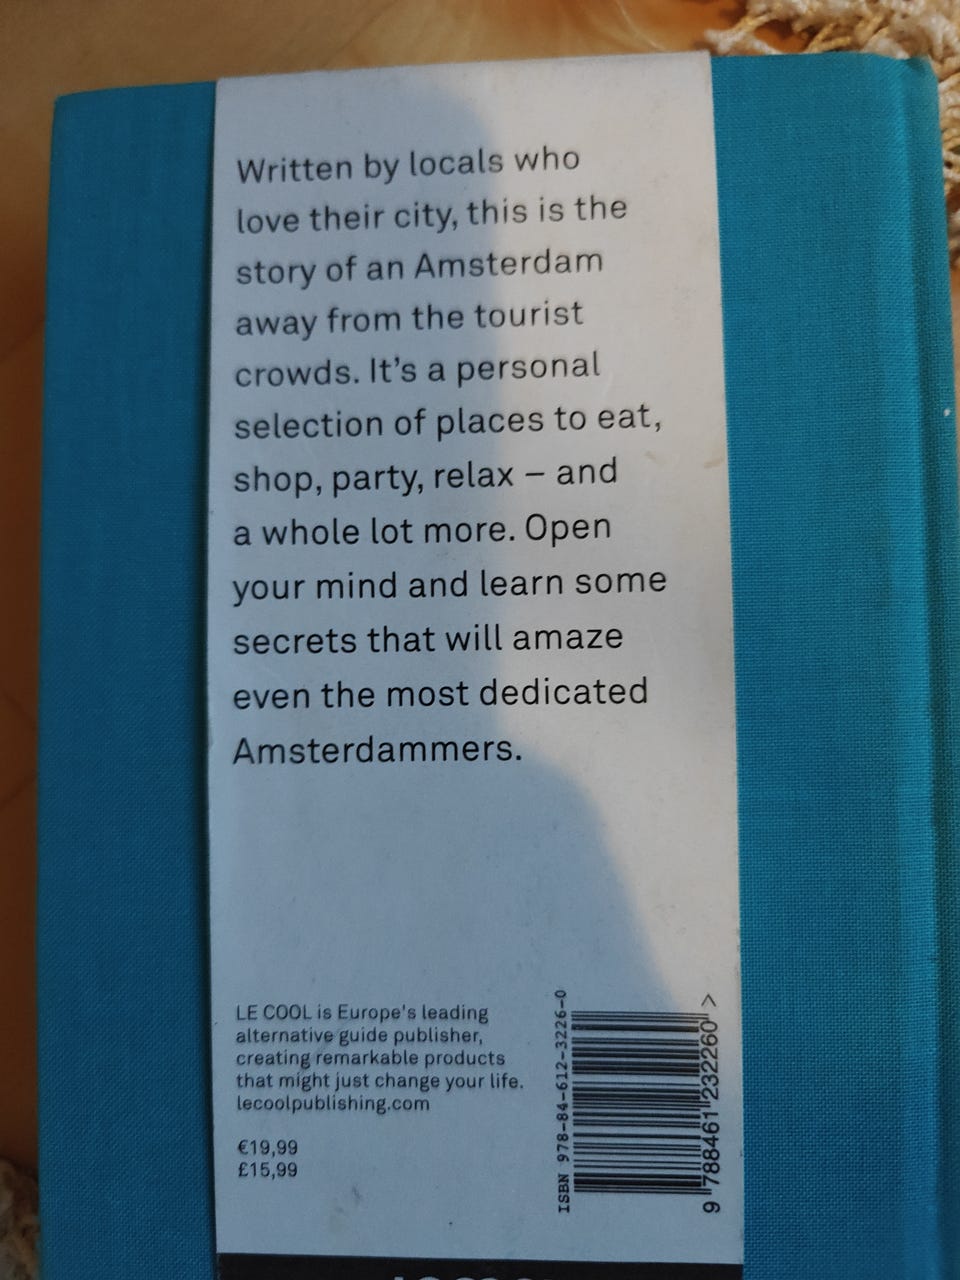 Written by locals who
love their city, this is the
story of an Amsterdam
away from the tourist
crowds. It's a personal
selection of places to eat,
shop, party, relax – and
a whole lot more. Open
your mind and learn some
secrets that will amaze
even the most dedicated
Amsterdammers.
LE COOL is Europe's leading
alternative guide publisher,
creating remarkable products
that might just change your life.
lecoolpublishing.com
€19,99
£15,99
ISBN 978-84-612-3226-0
9 788461 232260 >